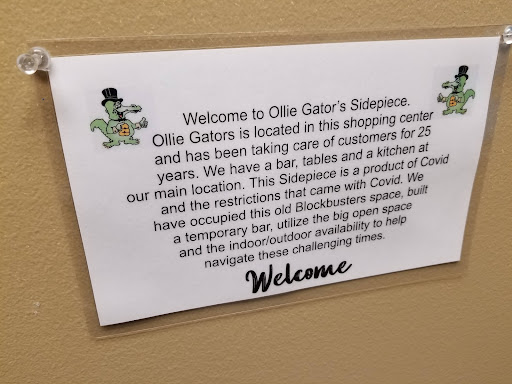 Welcome to Ollie Gator's Sidepiece.
Ollie Gators is located in this shopping center
and has been taking care of customers for 25
years. We have a bar, tables and a kitchen at
our main location. This Sidepiece is a product of Covid
and the restrictions that came with Covid. We
have occupied this old Blockbusters space, built
a temporary bar, utilize the big open space
and the indoor/outdoor availability to help
navigate these challenging times.
Welcome